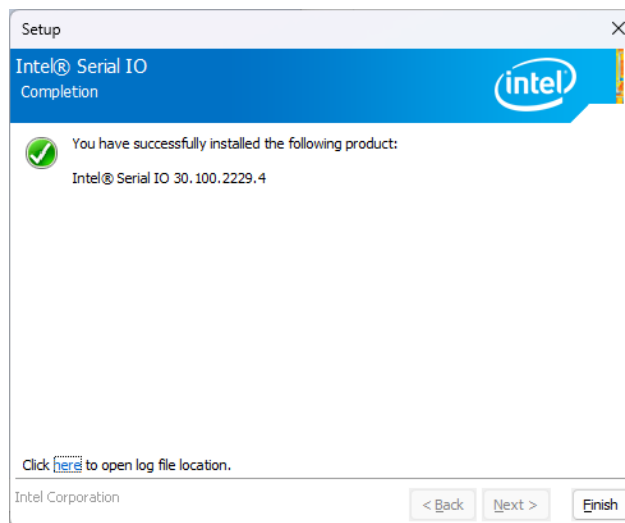 Setup
Intel® Serial IO
Completion
intel
You have successfully installed the following product:
Intel® Serial IO 30.100.2229.4
Click here to open log file location.
Intel Corporation
< Back
Next >
Finish